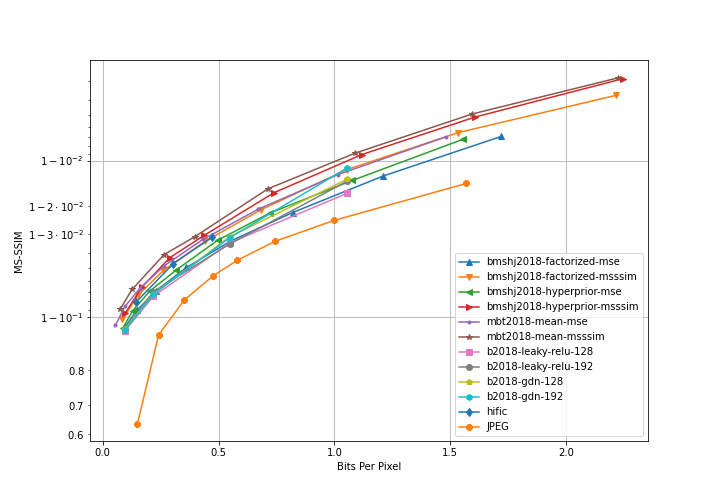 MS-SSIM
1 − 10⁻²
1 − 2 · 10⁻²
1 − 3 · 10⁻²
1 − 10⁻¹
0.8
0.7
0.6
0.0 0.5 1.0 1.5 2.0
Bits Per Pixel
bmshj2018-factorized-mse
bmshj2018-factorized-msssim
bmshj2018-hyperprior-mse
bmshj2018-hyperprior-msssim
mbt2018-mean-mse
mbt2018-mean-msssim
b2018-leaky-relu-128
b2018-leaky-relu-192
b2018-gdn-128
b2018-gdn-192
hific
JPEG